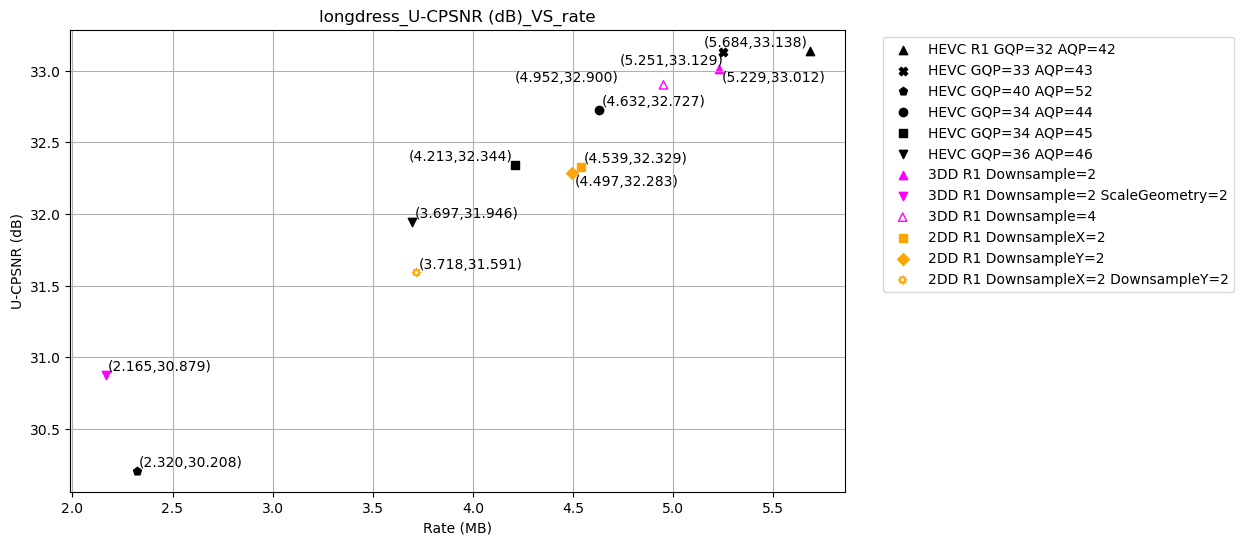 longdress_U-CPSNR (dB)_VS_rate
U-CPSNR (dB)
33.0
32.5
32.0
31.5
31.0
30.5
(5.684,33.138)
(5.251,33.129)
(4.952,32.900)
(5.229,33.012)
(4.632,32.727)
(4.213,32.344)
(4.539,32.329)
(4.497,32.283)
(3.697,31.946)
(3.718,31.591)
(2.165,30.879)
(2.320,30.208)
2.0 2.5 3.0 3.5 4.0 4.5 5.0 5.5
Rate (MB)
HEVC R1 GQP=32 AQP=42
HEVC GQP=33 AQP=43
HEVC GQP=40 AQP=52
HEVC GQP=34 AQP=44
HEVC GQP=34 AQP=45
HEVC GQP=36 AQP=46
3DD R1 Downsample=2
3DD R1 Downsample=2 ScaleGeometry=2
3DD R1 Downsample=4
2DD R1 DownsampleX=2
2DD R1 DownsampleY=2
2DD R1 DownsampleX=2 DownsampleY=2